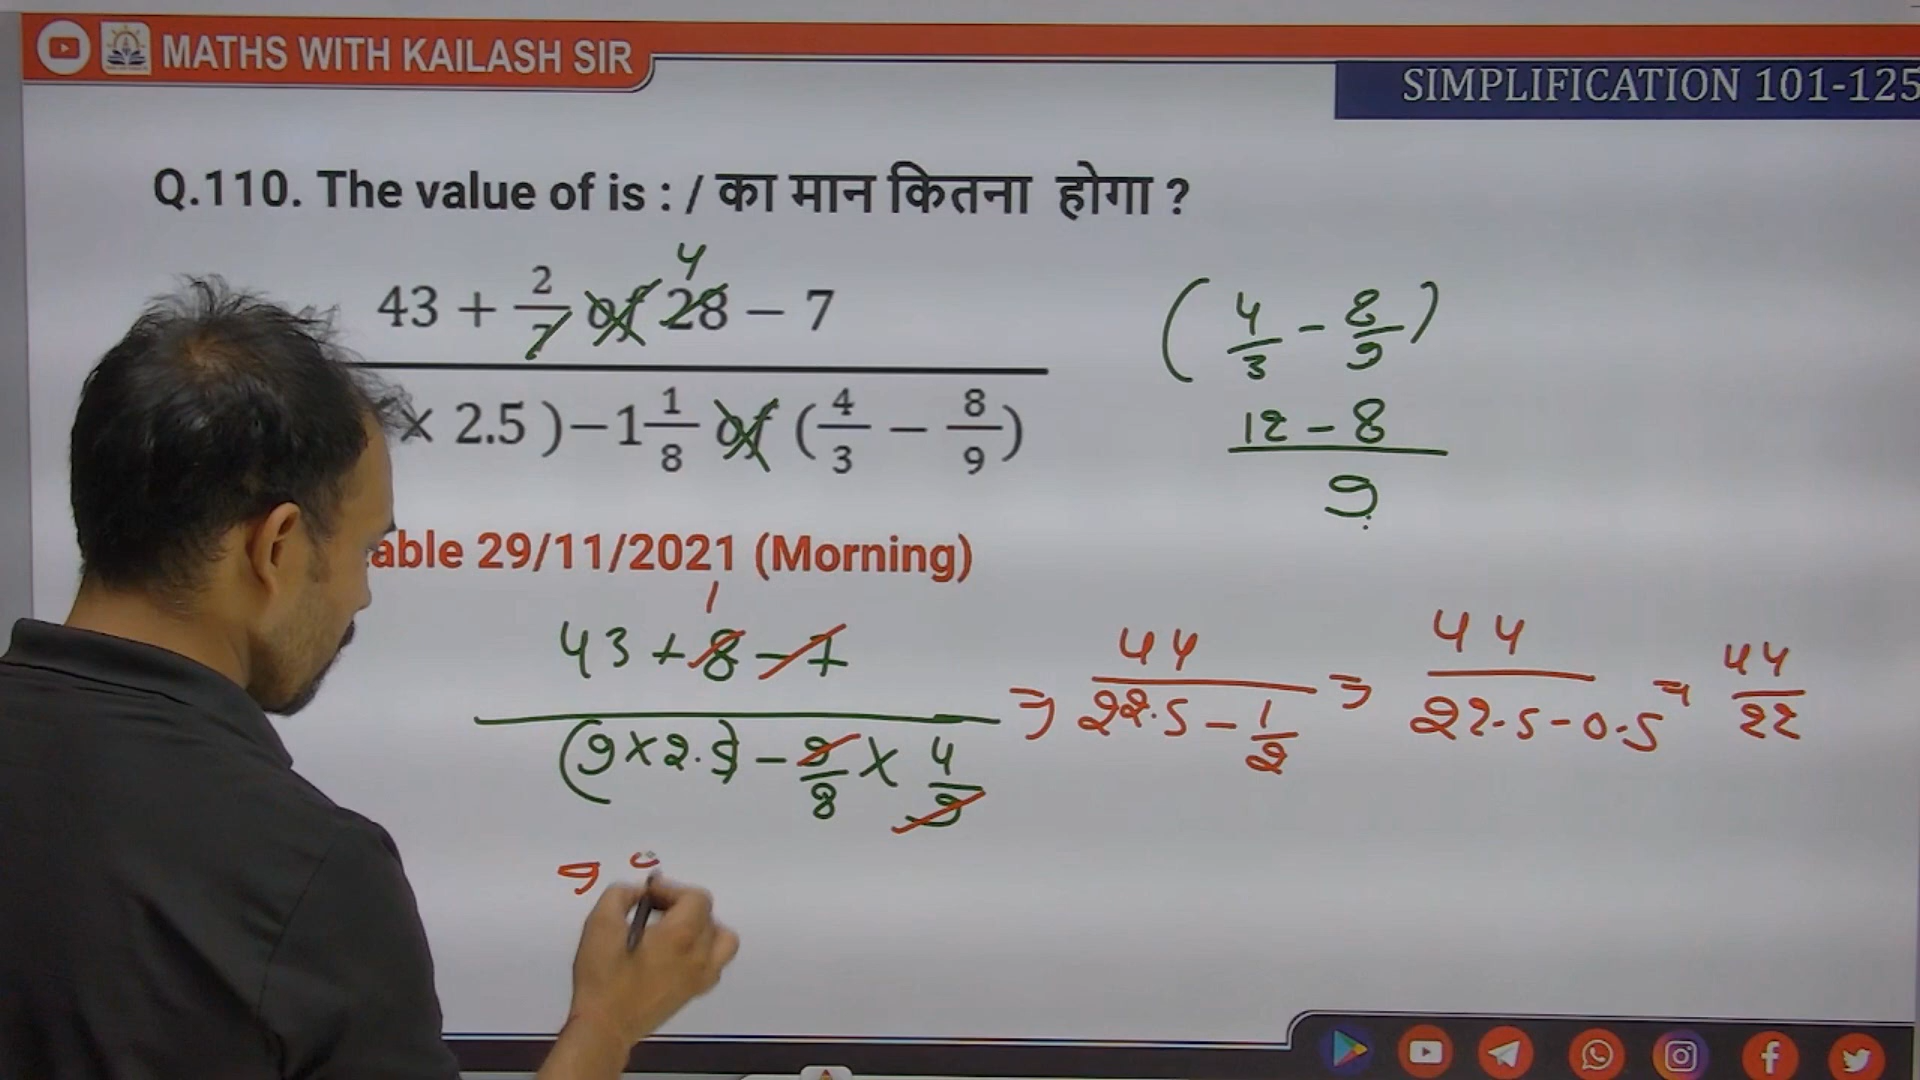 MATHS WITH KAILASH SIR
SIMPLIFICATION 101-125
Q.110. The value of is : / का मान कितना होगा ?
4
43 + 2/7 of 28 − 7
× 2.5 ) − 1 1/8 of ( 4/3 − 8/9 )
( 4/3 − 8/9 )
12 − 8
9
able 29/11/2021 (Morning)
1
43 + 8 − 7
(9 × 2.5) − 9/8 × 4/9
⇒ 44 / 22.5 − 1/2 ⇒ 44 / 22.5 − 0.5 = 44 / 22